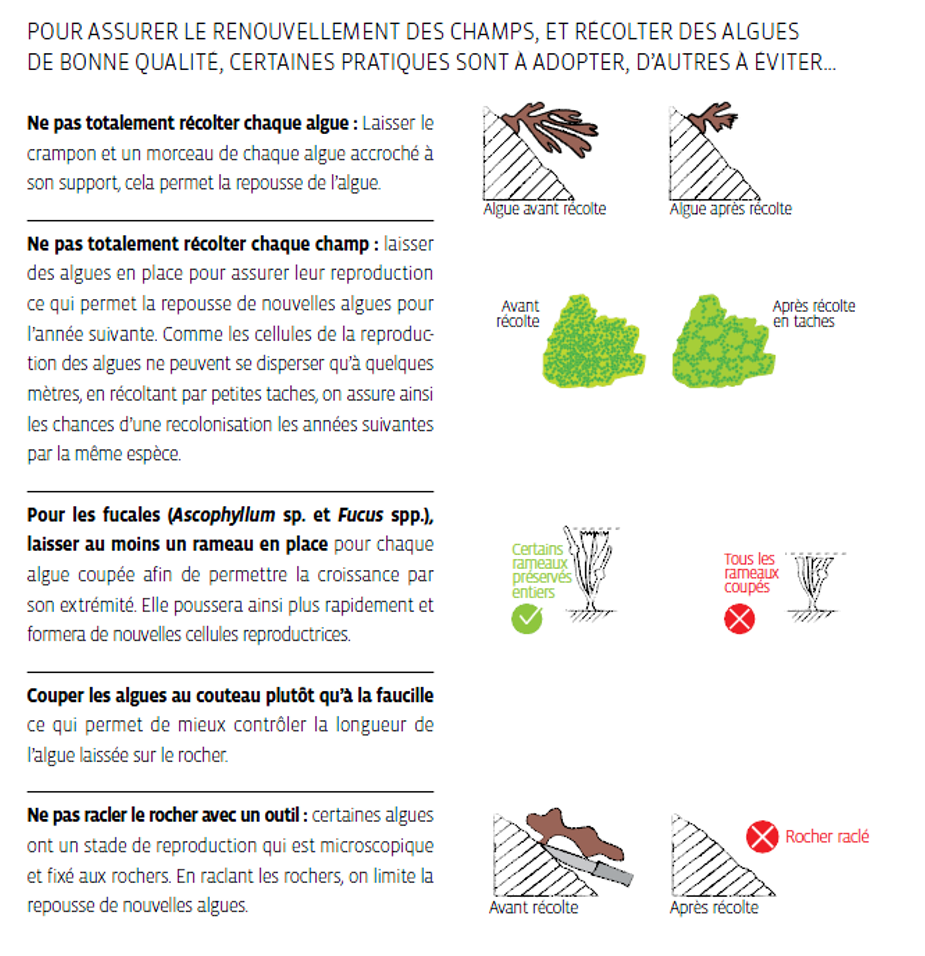 POUR ASSURER LE RENOUVELLEMENT DES CHAMPS, ET RÉCOLTER DES ALGUES
DE BONNE QUALITÉ, CERTAINES PRATIQUES SONT À ADOPTER, D’AUTRES À ÉVITER…
Ne pas totalement récolter chaque algue : Laisser le
crampon et un morceau de chaque algue accroché à
son support, cela permet la repousse de l’algue.
Algue avant récolte
Algue après récolte
Ne pas totalement récolter chaque champ : laisser
des algues en place pour assurer leur reproduction
ce qui permet la repousse de nouvelles algues pour
l’année suivante. Comme les cellules de la reproduc-
tion des algues ne peuvent se disperser qu’à quelques
mètres, en récoltant par petites taches, on assure ainsi
les chances d’une recolonisation les années suivantes
par la même espèce.
Avant
récolte
Après récolte
en taches
Pour les fucales (Ascophyllum sp. et Fucus spp.),
laisser au moins un rameau en place pour chaque
algue coupée afin de permettre la croissance par
son extrémité. Elle poussera ainsi plus rapidement et
formera de nouvelles cellules reproductrices.
Certains
rameaux
préservés
entiers
Tous les
rameaux
coupés
Couper les algues au couteau plutôt qu’à la faucille
ce qui permet de mieux contrôler la longueur de
l’algue laissée sur le rocher.
Ne pas racler le rocher avec un outil : certaines algues
ont un stade de reproduction qui est microscopique
et fixé aux rochers. En raclant les rochers, on limite la
repousse de nouvelles algues.
Avant récolte
Après récolte
Rocher raclé